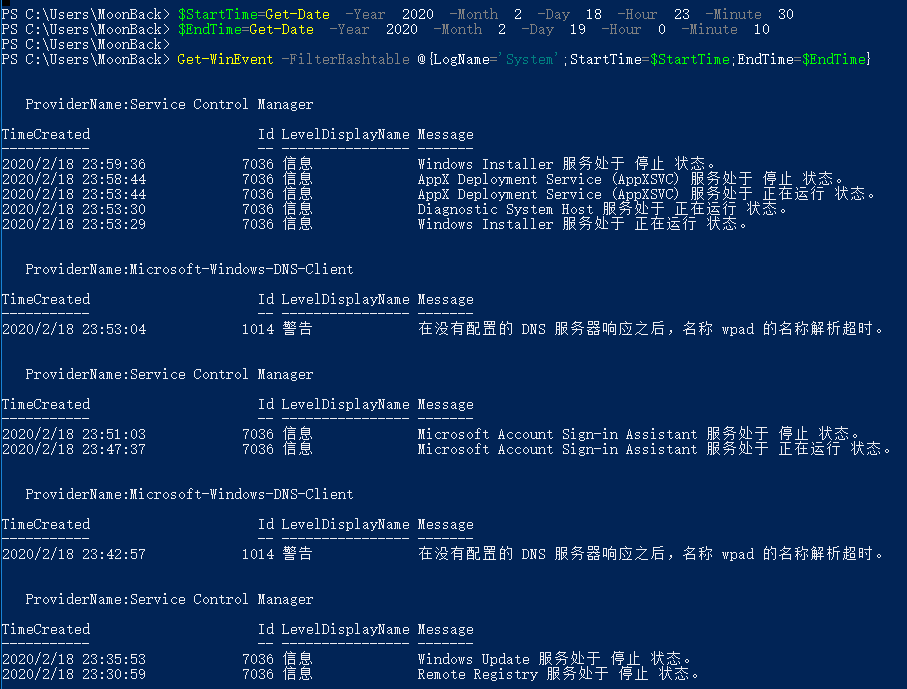 PS C:\Users\MoonBack> $StartTime=Get-Date -Year 2020 -Month 2 -Day 18 -Hour 23 -Minute 30
PS C:\Users\MoonBack> $EndTime=Get-Date -Year 2020 -Month 2 -Day 19 -Hour 0 -Minute 10
PS C:\Users\MoonBack>
PS C:\Users\MoonBack> Get-WinEvent -FilterHashtable @{LogName='System';StartTime=$StartTime;EndTime=$EndTime}
ProviderName:Service Control Manager
TimeCreated Id LevelDisplayName Message
----------- -- ---------------- -------
2020/2/18 23:59:36 7036 信息 Windows Installer 服务处于 停止 状态。
2020/2/18 23:58:44 7036 信息 AppX Deployment Service (AppXSVC) 服务处于 停止 状态。
2020/2/18 23:53:44 7036 信息 AppX Deployment Service (AppXSVC) 服务处于 正在运行 状态。
2020/2/18 23:53:30 7036 信息 Diagnostic System Host 服务处于 正在运行 状态。
2020/2/18 23:53:29 7036 信息 Windows Installer 服务处于 正在运行 状态。
ProviderName:Microsoft-Windows-DNS-Client
TimeCreated Id LevelDisplayName Message
----------- -- ---------------- -------
2020/2/18 23:53:04 1014 警告 在没有配置的 DNS 服务器响应之后，名称 wpad 的名称解析超时。
ProviderName:Service Control Manager
TimeCreated Id LevelDisplayName Message
----------- -- ---------------- -------
2020/2/18 23:51:03 7036 信息 Microsoft Account Sign-in Assistant 服务处于 停止 状态。
2020/2/18 23:47:37 7036 信息 Microsoft Account Sign-in Assistant 服务处于 正在运行 状态。
ProviderName:Microsoft-Windows-DNS-Client
TimeCreated Id LevelDisplayName Message
----------- -- ---------------- -------
2020/2/18 23:42:57 1014 警告 在没有配置的 DNS 服务器响应之后，名称 wpad 的名称解析超时。
ProviderName:Service Control Manager
TimeCreated Id LevelDisplayName Message
----------- -- ---------------- -------
2020/2/18 23:35:53 7036 信息 Windows Update 服务处于 停止 状态。
2020/2/18 23:30:59 7036 信息 Remote Registry 服务处于 停止 状态。